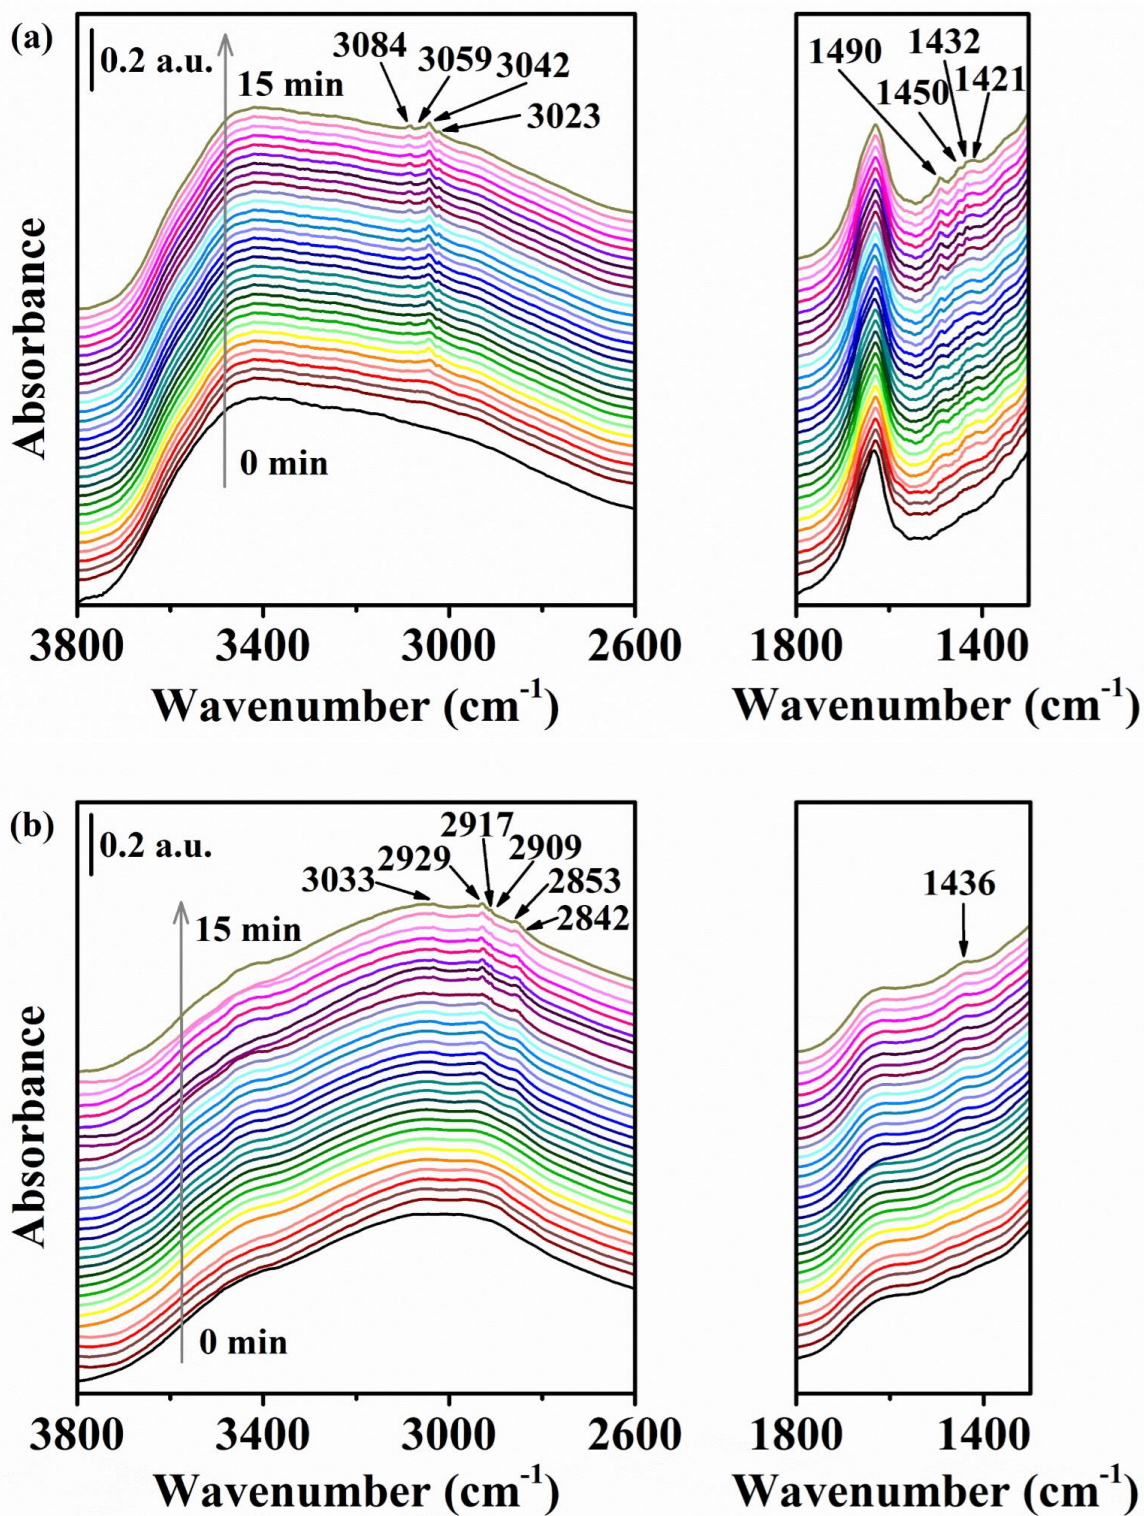 (a)
0.2 a.u.
15 min
3084
3059
3042
3023
0 min
1490
1450
1432
1421
Absorbance
3800 3400 3000 2600
Wavenumber (cm⁻¹)
1800 1400
Wavenumber (cm⁻¹)
(b)
0.2 a.u.
15 min
3033
2929
2917
2909
2853
2842
0 min
1436
Absorbance
3800 3400 3000 2600
Wavenumber (cm⁻¹)
1800 1400
Wavenumber (cm⁻¹)